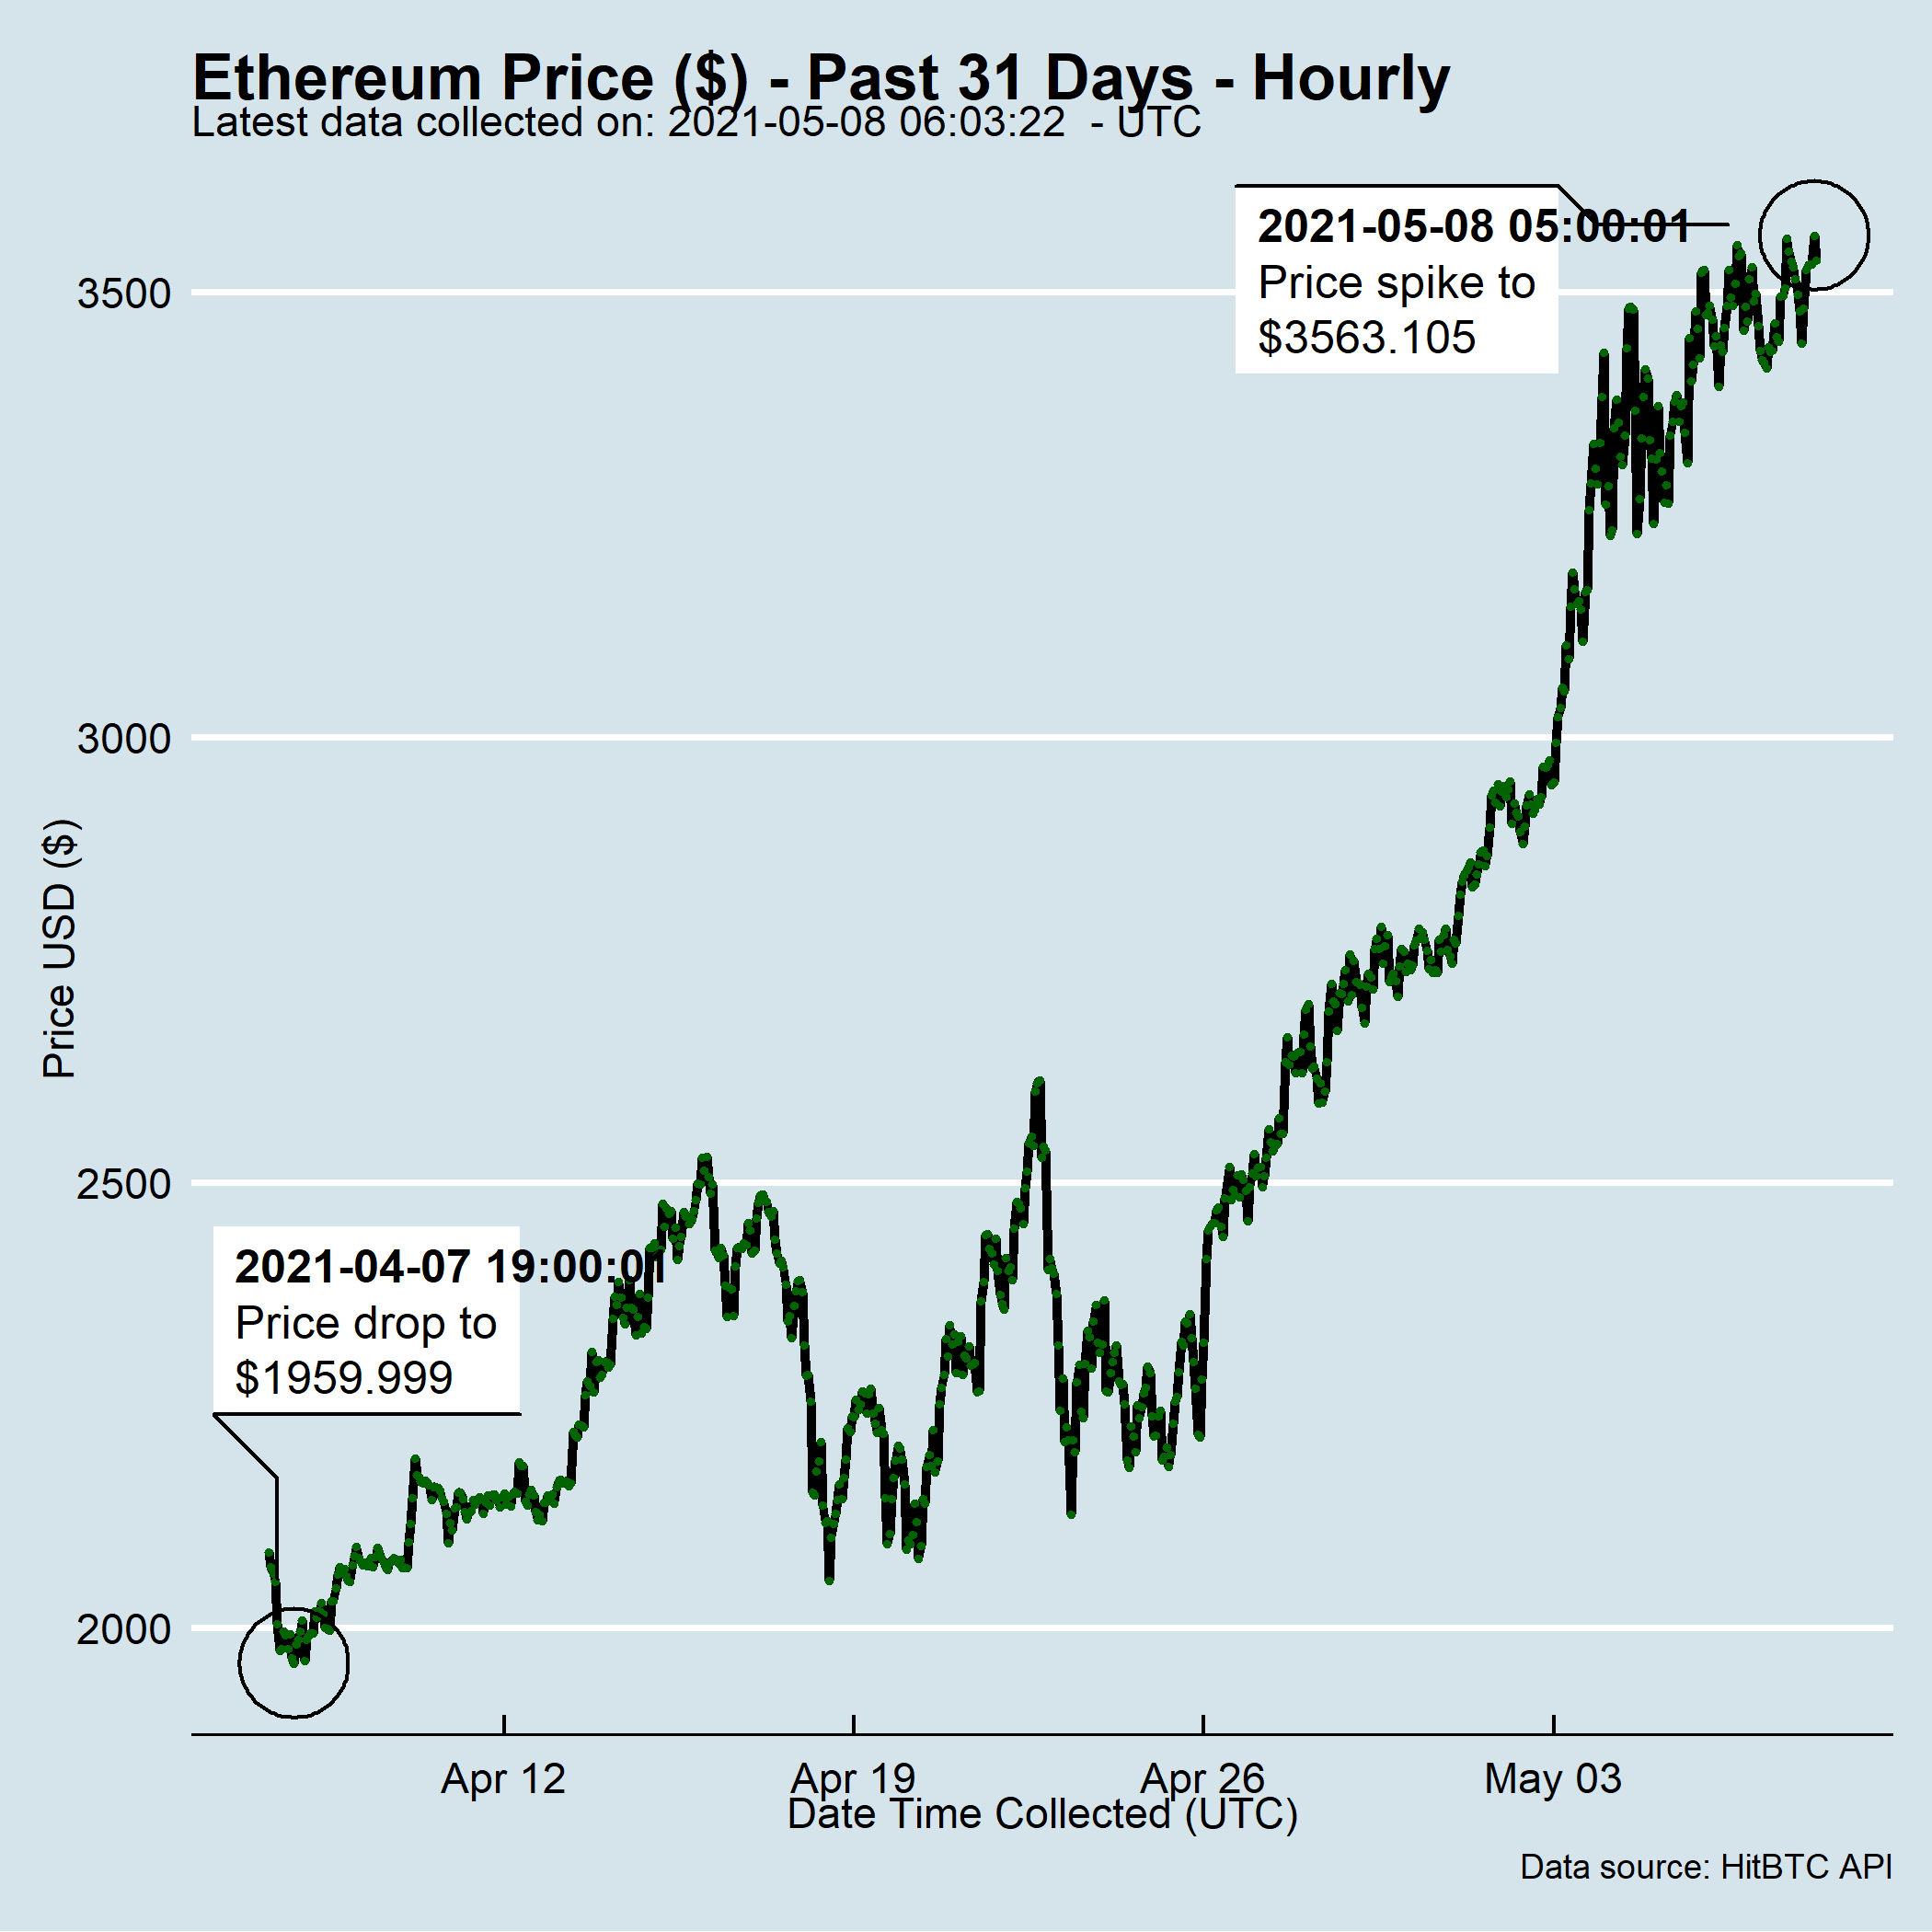 Ethereum Price ($) - Past 31 Days - Hourly
Latest data collected on: 2021-05-08 06:03:22  - UTC
2021-05-08 05:00:01
Price spike to
$3563.105
3500
3000
2500
2000
Price USD ($)
2021-04-07 19:00:01
Price drop to
$1959.999
Apr 12
Apr 19
Apr 26
May 03
Date Time Collected (UTC)
Data source: HitBTC API